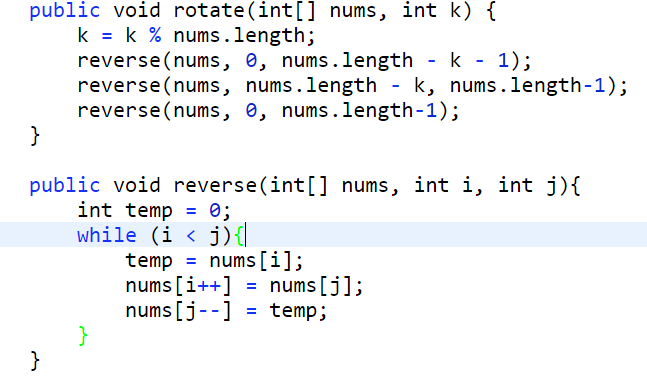 public void rotate(int[] nums, int k) {
    k = k % nums.length;
    reverse(nums, 0, nums.length - k - 1);
    reverse(nums, nums.length - k, nums.length-1);
    reverse(nums, 0, nums.length-1);
}

public void reverse(int[] nums, int i, int j){
    int temp = 0;
    while (i < j){
        temp = nums[i];
        nums[i++] = nums[j];
        nums[j--] = temp;
    }
}